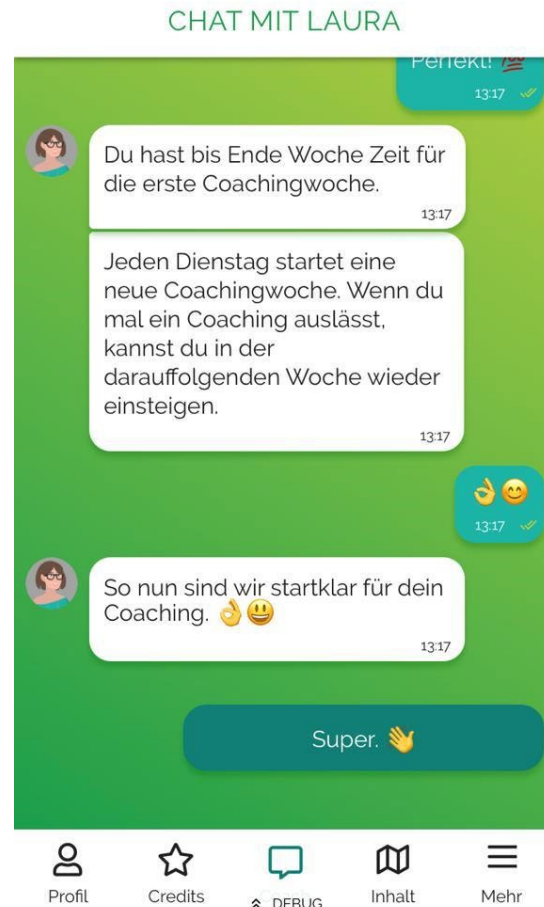 CHAT MIT LAURA
Perfekt! 💯
13:17
Du hast bis Ende Woche Zeit für
die erste Coachingwoche.
13:17
Jeden Dienstag startet eine
neue Coachingwoche. Wenn du
mal ein Coaching auslässt,
kannst du in der
darauffolgenden Woche wieder
einsteigen.
13:17
👌😊
13:17
So nun sind wir startklar für dein
Coaching. 👌😃
13:17
Super. 👋
Profil Credits DEBUG Inhalt Mehr